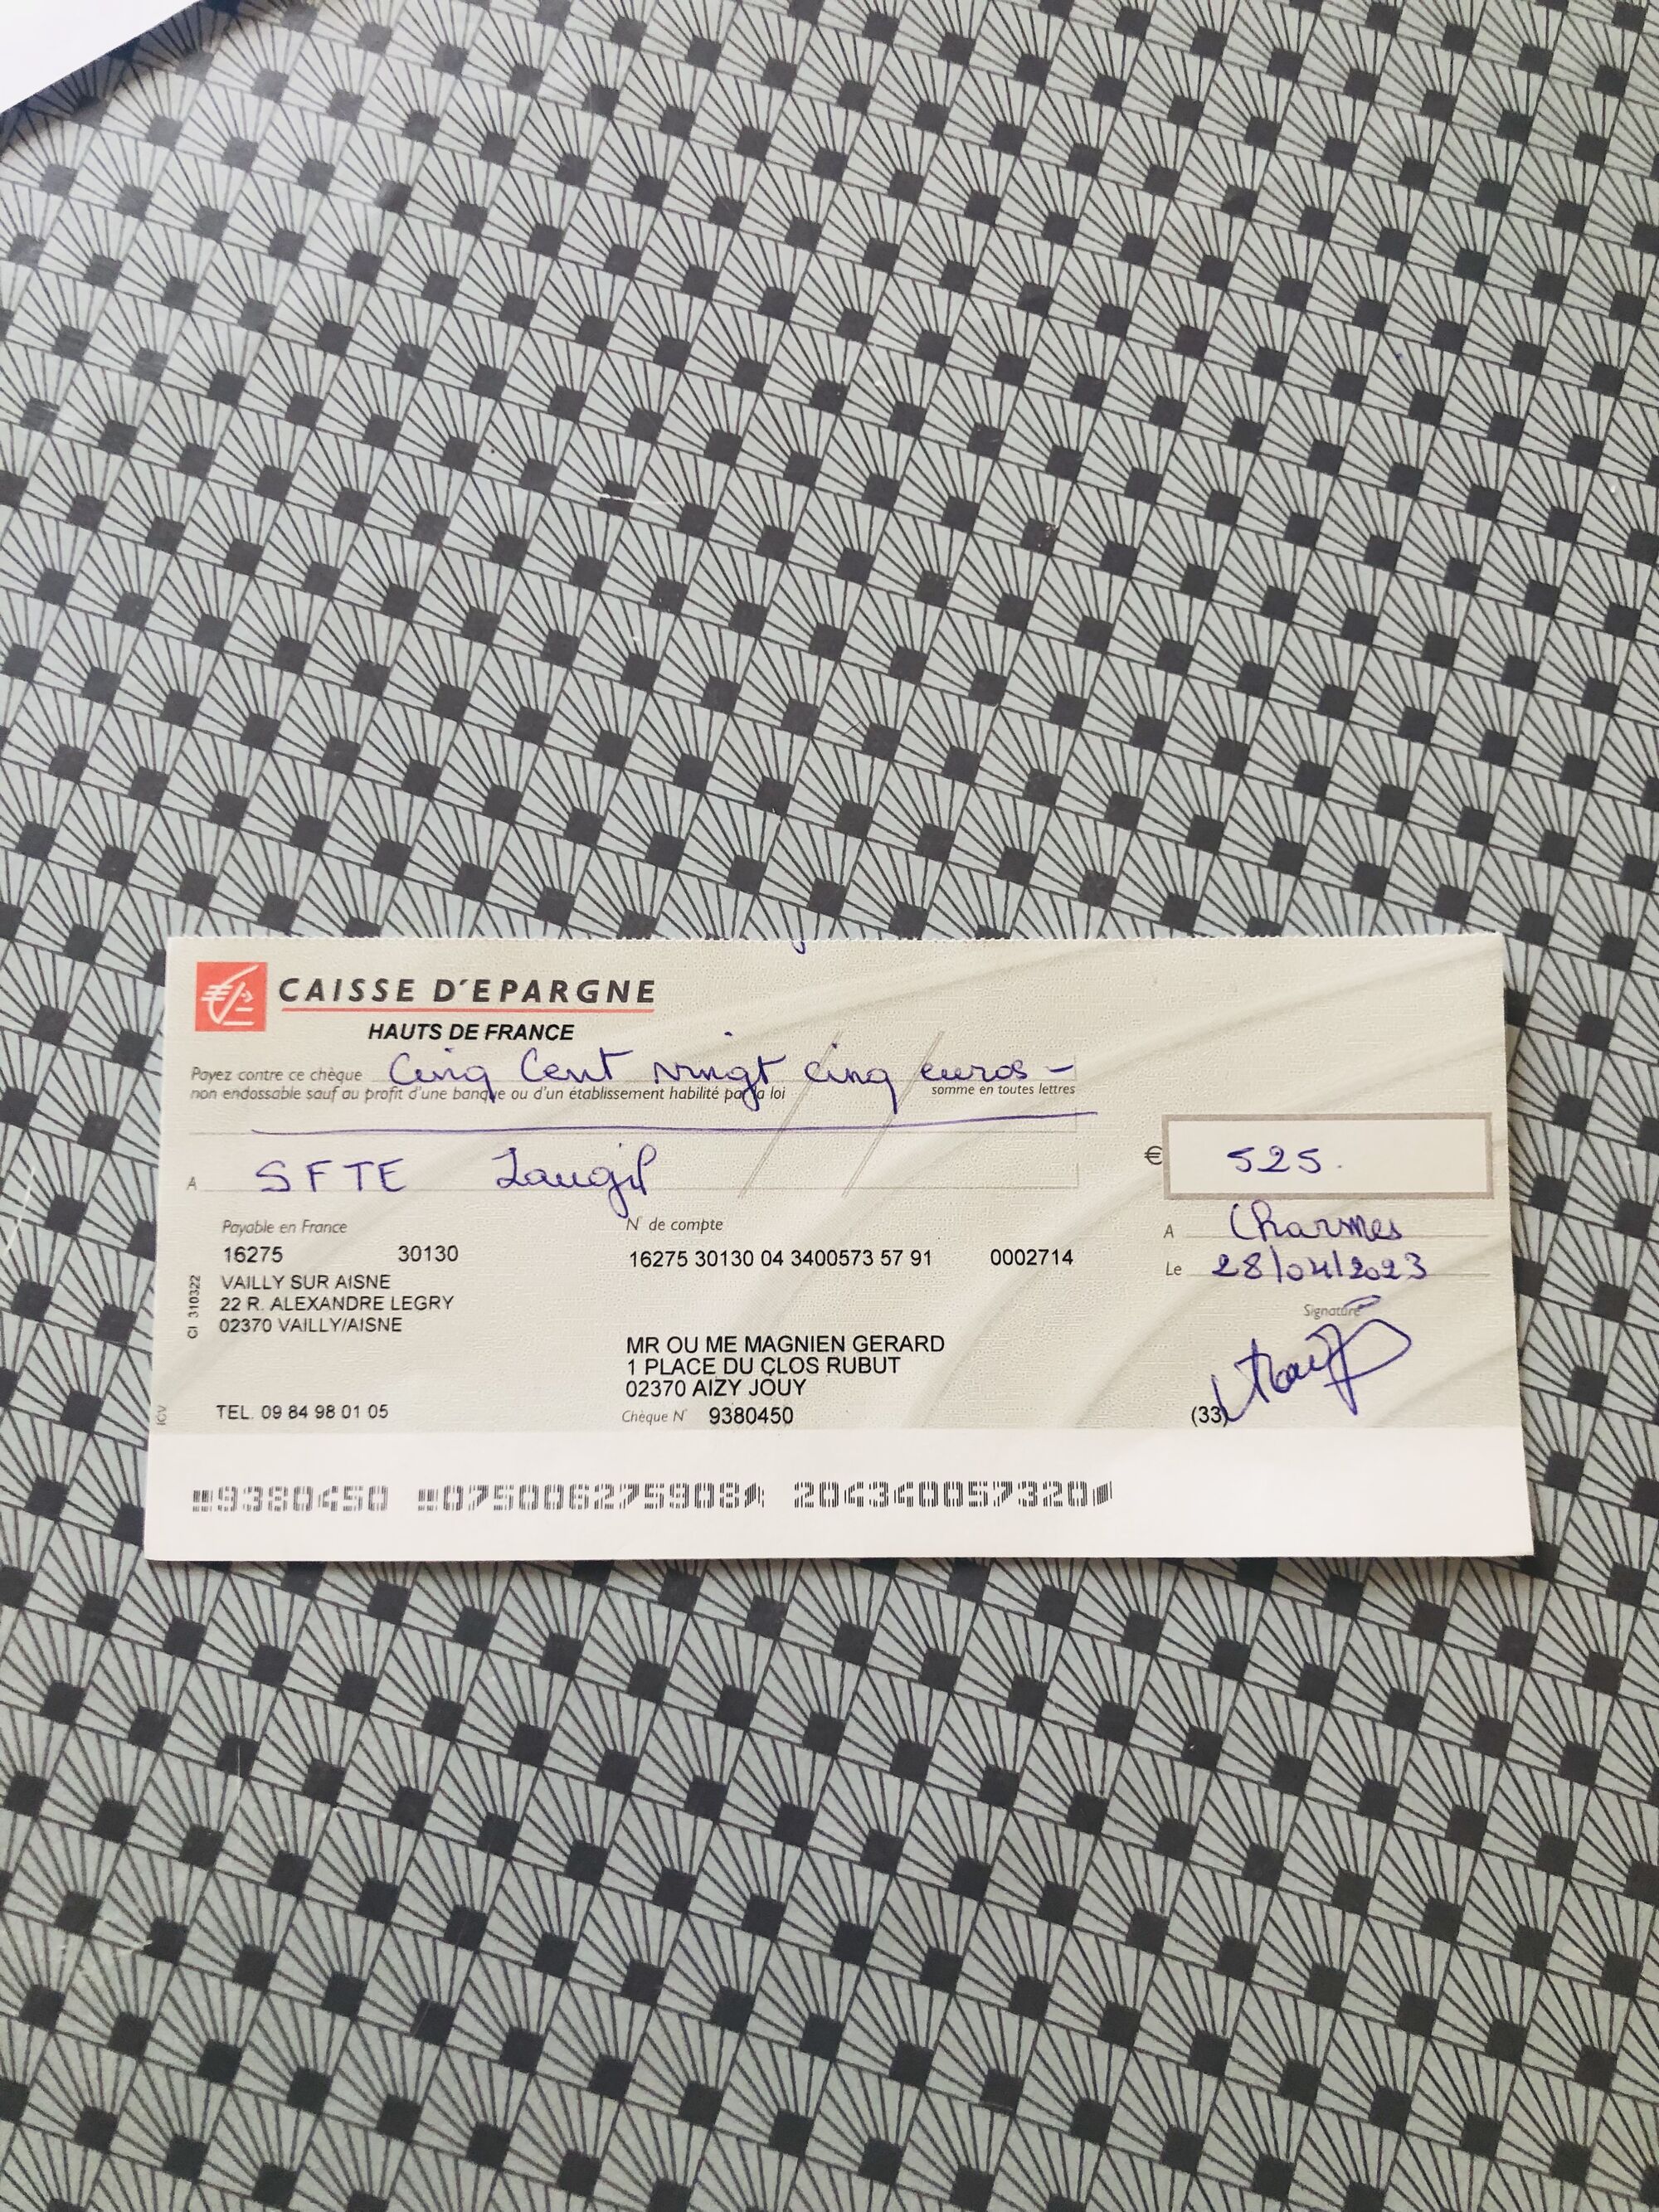 CAISSE D'EPARGNE
HAUTS DE FRANCE
Payez contre ce chèque Cinq Cent vingt cinq euros -
non endossable sauf au profit d'une banque ou d'un établissement habilité par la loi somme en toutes lettres
€ 525.
A SFTE
Payable en France N° de compte
A Charmes
16275 30130 16275 30130 04 3400573 57 91 0002714
Le 28/04/2023
CI 310322
VAILLY SUR AISNE
22 R. ALEXANDRE LEGRY
02370 VAILLY/AISNE
Signature
MR OU ME MAGNIEN GERARD
1 PLACE DU CLOS RUBUT
02370 AIZY JOUY
TEL. 09 84 98 01 05 Chèque N° 9380450 (33)
ICV
9380450 075006275908 204340057320